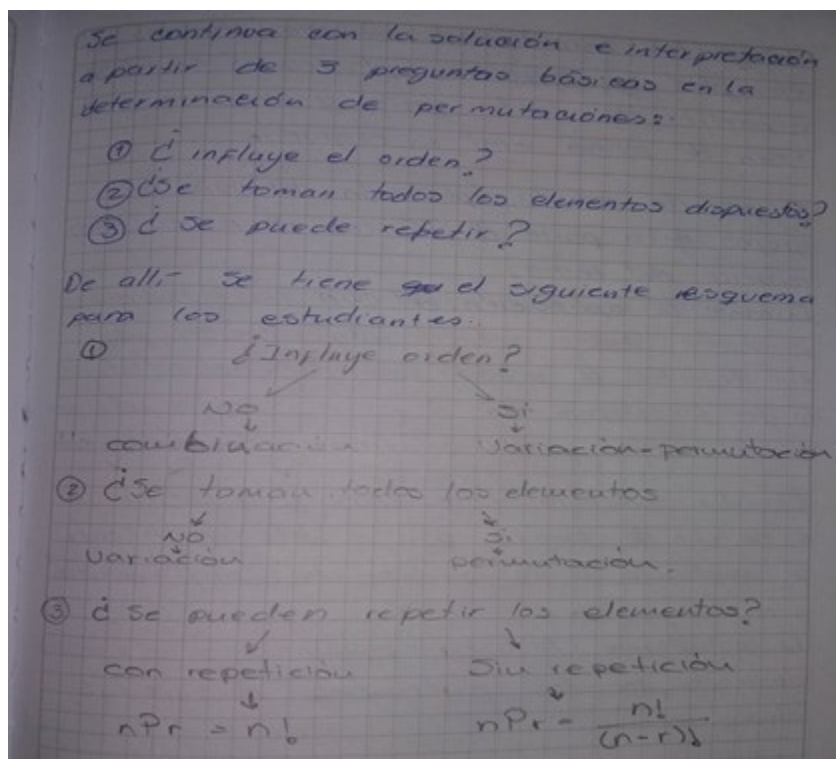 Se continua con la solución e interpretación
a partir de 3 preguntas básicas en la
determinación de permutaciónes:
① ¿influye el orden?
② ¿Se toman todos los elementos dispuestos?
③ ¿se puede repetir?
De allí se tiene el siguiente esquema
para los estudiantes.
① ¿Influye orden?
NO Si
combinación Variación-permutación
② ¿Se toman todos los elementos
NO Si
Variación permutación.
③ ¿Se pueden repetir los elementos?
con repetición Sin repetición
nPr = n! nPr = n!/(n-r)!